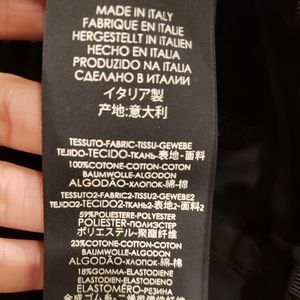 MADE IN ITALY
FABRIQUE EN ITALIE
HERGESTELLT IN ITALIEN
HECHO EN ITALIA
PRODUZIDO NA ITALIA
СДЕЛАНО В ИТАЛИИ
イタリア製
产地:意大利
TESSUTO-FABRIC-TISSU-GEWEBE
TEJIDO-TECIDO-ТКАНЬ-表地-面料
100%COTONE-COTTON-COTON
BAUMWOLLE-ALGODON
ALGODÃO-ХЛОПОК-綿-棉
TESSUTO2-FABRIC2-TISSU2-GEWEBE2
TEJIDO2-TECIDO2-ТКАНЬ2-表地2-面料2
59%POLIESTERE-POLYESTER
POLIESTER-ПОЛИЭСТЕР
ポリエステル-聚酯纤维
23%COTONE-COTTON-COTON
BAUMWOLLE-ALGODON
ALGODÃO-ХЛОПОК-綿-棉
18%GOMMA-ELASTODIENE
ELASTODIEN-ELASTODIENO
ELASTOMERO-РЕЗИНА